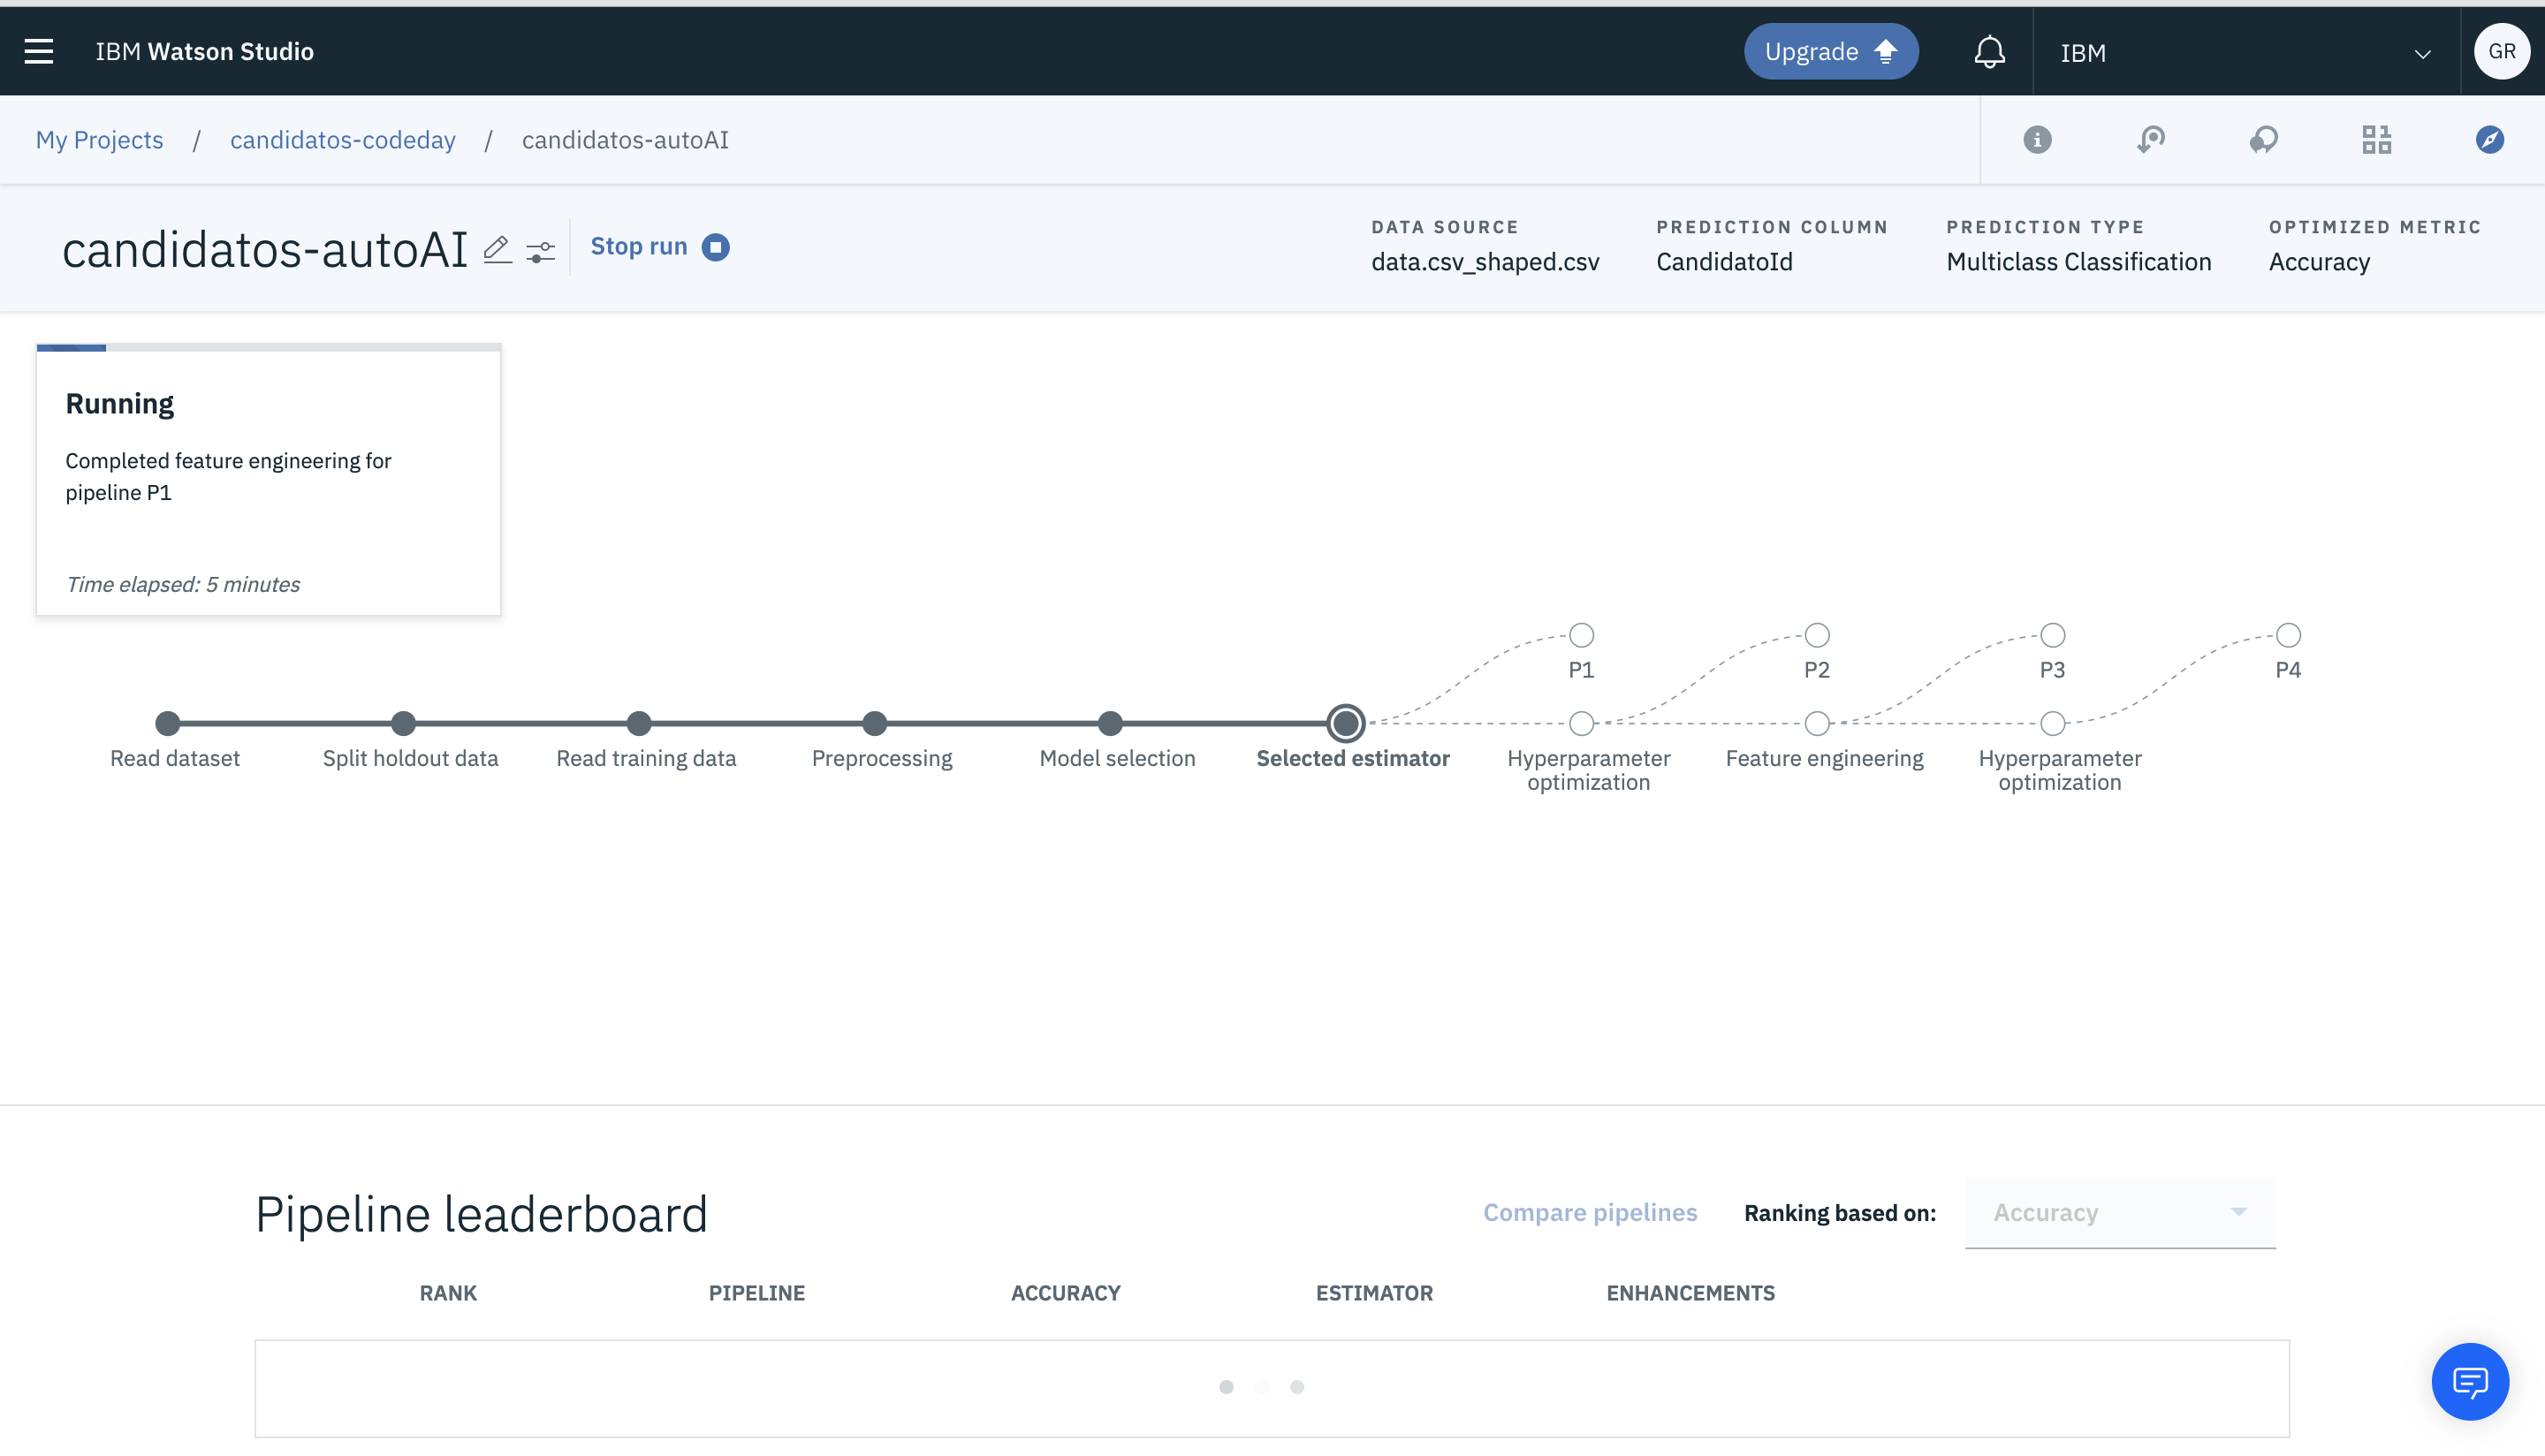 IBM Watson Studio
Upgrade
IBM
GR
My Projects / candidatos-codeday / candidatos-autoAI
candidatos-autoAI
Stop run
DATA SOURCE
data.csv_shaped.csv
PREDICTION COLUMN
CandidatoId
PREDICTION TYPE
Multiclass Classification
OPTIMIZED METRIC
Accuracy
Running
Completed feature engineering for
pipeline P1
Time elapsed: 5 minutes
P1
P2
P3
P4
Read dataset
Split holdout data
Read training data
Preprocessing
Model selection
Selected estimator
Hyperparameter
optimization
Feature engineering
Hyperparameter
optimization
Pipeline leaderboard
Compare pipelines
Ranking based on:
Accuracy
RANK
PIPELINE
ACCURACY
ESTIMATOR
ENHANCEMENTS